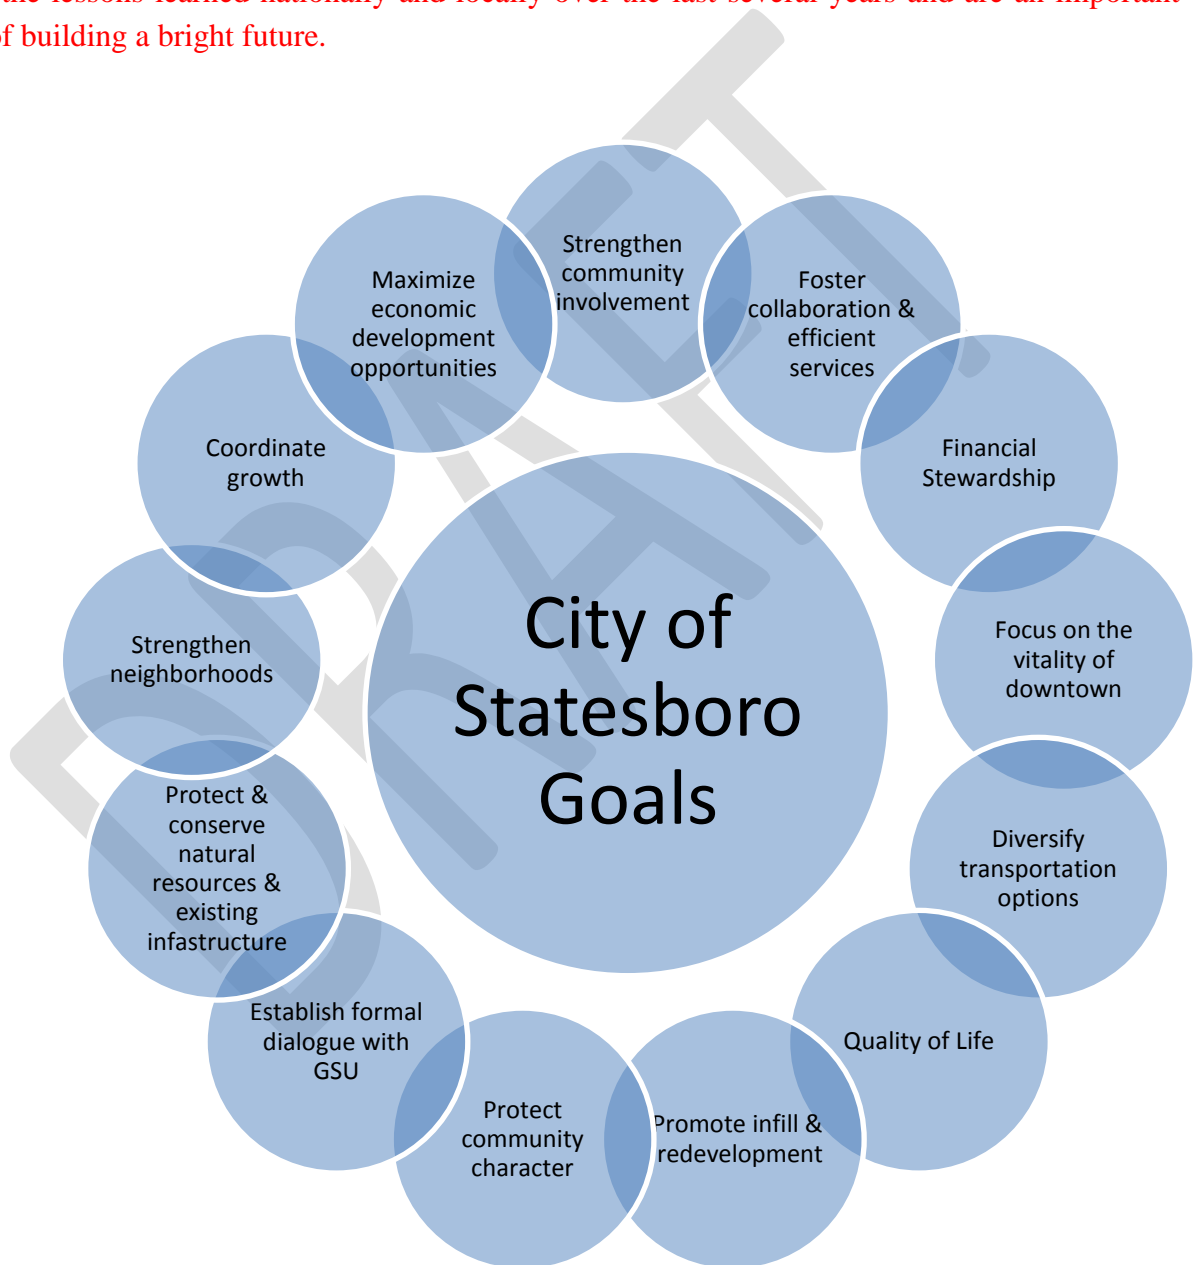 the lessons learned nationally and locally over the last several years and are an important
of building a bright future.
Strengthen
community
involvement
Foster
collaboration &
efficient
services
Financial
Stewardship
Focus on the
vitality of
downtown
Diversify
transportation
options
Quality of Life
Promote infill &
redevelopment
Protect
community
character
Establish formal
dialogue with
GSU
Protect &
conserve
natural
resources &
existing
infastructure
Strengthen
neighborhoods
Coordinate
growth
Maximize
economic
development
opportunities
City of
Statesboro
Goals
DRAFT